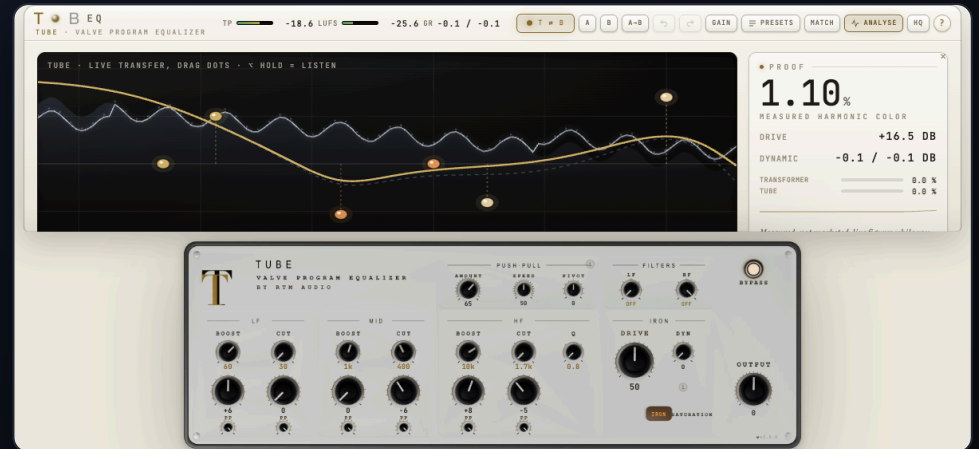 T B EQ
TUBE · VALVE PROGRAM EQUALIZER
TP -18.6 LUFS -25.6 GR -0.1 / -0.1
T ⇄ B
A
B
A→B
GAIN
PRESETS
MATCH
ANALYSE
HQ
?
TUBE · LIVE TRANSFER, DRAG DOTS · ⌥ HOLD = LISTEN
×
PROOF
1.10%
MEASURED HARMONIC COLOR
DRIVE +16.5 DB
DYNAMIC -0.1 / -0.1 DB
TRANSFORMER 0.0 %
TUBE 0.0 %
T
TUBE
VALVE PROGRAM EQUALIZER
BY RTM AUDIO
PUSH-PULL
AMOUNT SPEED PIVOT
65 50 0
FILTERS
LF HF
OFF OFF
BYPASS
LF
BOOST CUT
60 30
+6 0
MID
BOOST CUT
1k 400
0 -6
HF
BOOST CUT Q
10k 1.7k 0.8
+8 -5
IRON
DRIVE DYN
50 0
IRON SATURATION
OUTPUT
0